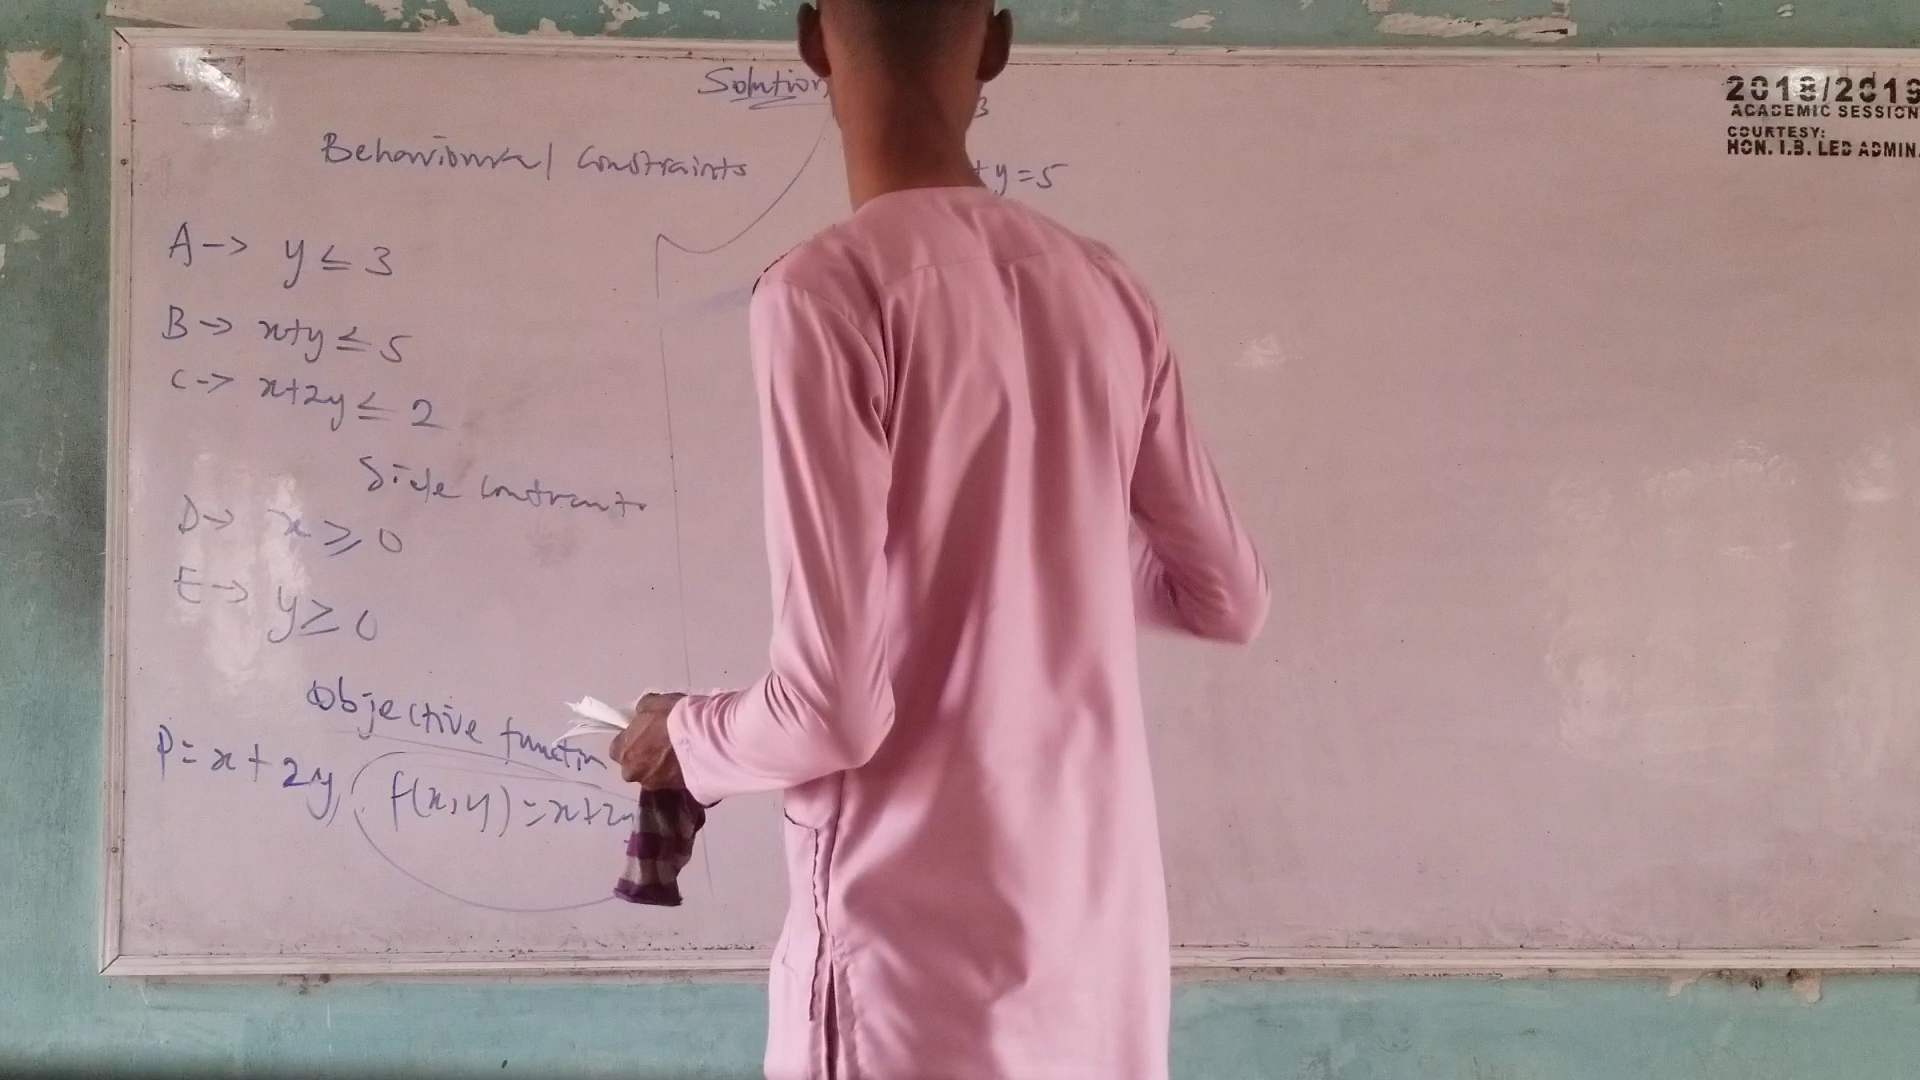 Solution
3
Behavioural Constraints
+ y = 5
A -> y ≤ 3
B -> x+y ≤ 5
C -> x+2y ≤ 2
Side Constraints
D -> x ≥ 0
E -> y ≥ 0
Objective function
P = x + 2y
f(x,y) = x+2y
2018/2019
ACADEMIC SESSION
COURTESY:
HON. I.B. LED ADMIN.